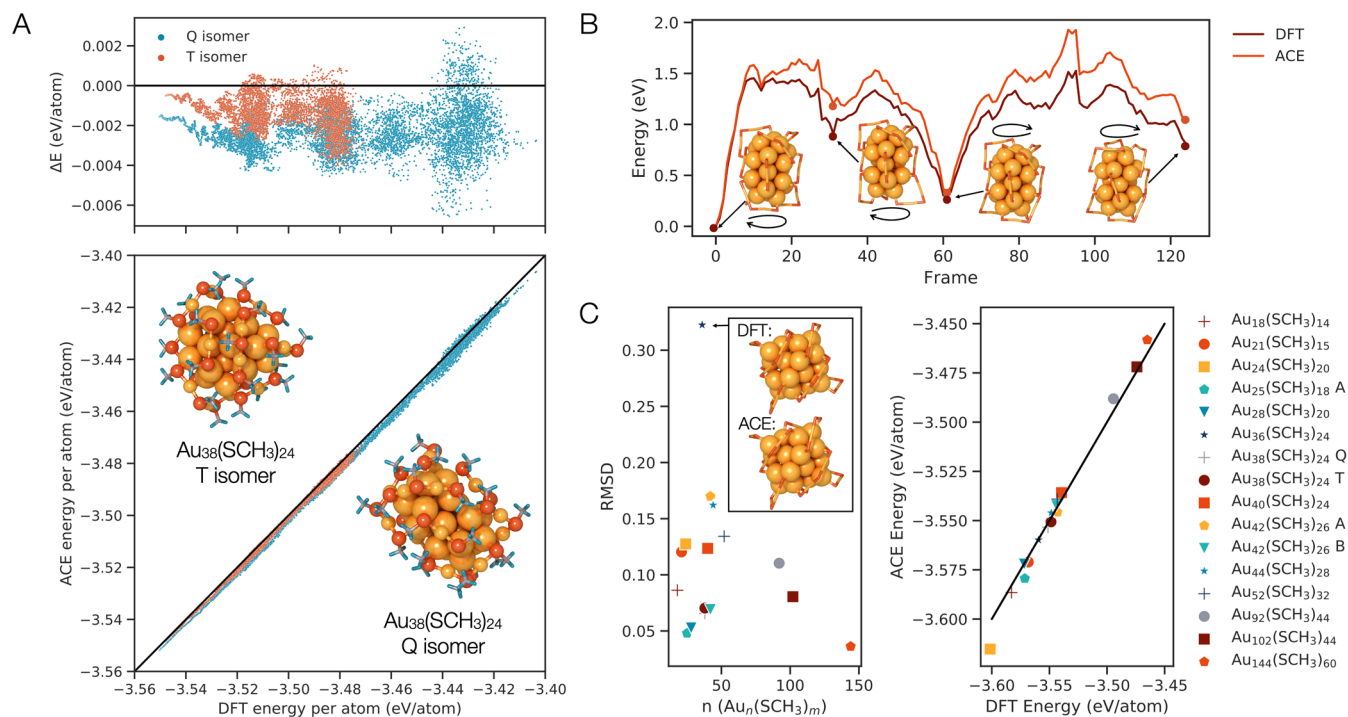 A
0.002
0.000
−0.002
−0.004
−0.006
ΔE (eV/atom)
Q isomer
T isomer
−3.40
−3.42
−3.44
−3.46
−3.48
−3.50
−3.52
−3.54
−3.56
ACE energy per atom (eV/atom)
Au38(SCH3)24
T isomer
Au38(SCH3)24
Q isomer
−3.56 −3.54 −3.52 −3.50 −3.48 −3.46 −3.44 −3.42 −3.40
DFT energy per atom (eV/atom)
B
2.0
1.5
1.0
0.5
0.0
Energy (eV)
0 20 40 60 80 100 120
Frame
DFT
ACE
C
0.30
0.25
0.20
0.15
0.10
0.05
RMSD
DFT:
ACE:
50 100 150
n (Aun(SCH3)m)
−3.450
−3.475
−3.500
−3.525
−3.550
−3.575
−3.600
ACE Energy (eV/atom)
−3.60 −3.55 −3.50 −3.45
DFT Energy (eV/atom)
Au18(SCH3)14
Au21(SCH3)15
Au24(SCH3)20
Au25(SCH3)18 A
Au28(SCH3)20
Au36(SCH3)24
Au38(SCH3)24 Q
Au38(SCH3)24 T
Au40(SCH3)24
Au42(SCH3)26 A
Au42(SCH3)26 B
Au44(SCH3)28
Au52(SCH3)32
Au92(SCH3)44
Au102(SCH3)44
Au144(SCH3)60